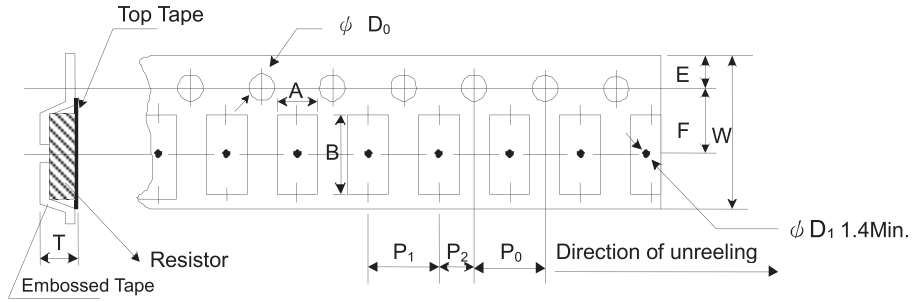 Top Tape
ψ D₀
E
A
F
W
B
T
P₁
P₂
P₀
Direction of unreeling
ψ D₁ 1.4Min.
Resistor
Embossed Tape